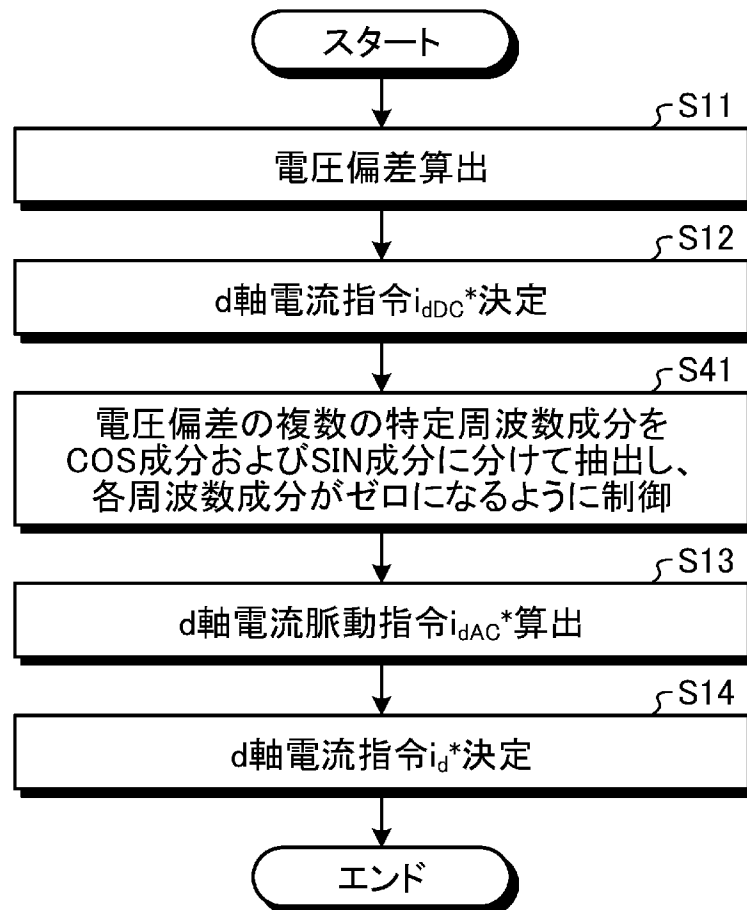 スタート
S11
電圧偏差算出
S12
d軸電流指令idDC*決定
S41
電圧偏差の複数の特定周波数成分を
COS成分およびSIN成分に分けて抽出し、
各周波数成分がゼロになるように制御
S13
d軸電流脈動指令idAC*算出
S14
d軸電流指令id*決定
エンド